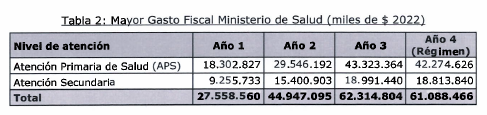 Tabla 2: Mayor Gasto Fiscal Ministerio de Salud (miles de $ 2022)
Nivel de atención Año 1 Año 2 Año 3 Año 4 (Régimen)
Atención Primaria de Salud (APS) 18.302.827 29.546.192 43.323.364 42.274.626
Atención Secundaria 9.255.733 15.400.903 18.991.440 18.813.840
Total 27.558.560 44.947.095 62.314.804 61.088.466